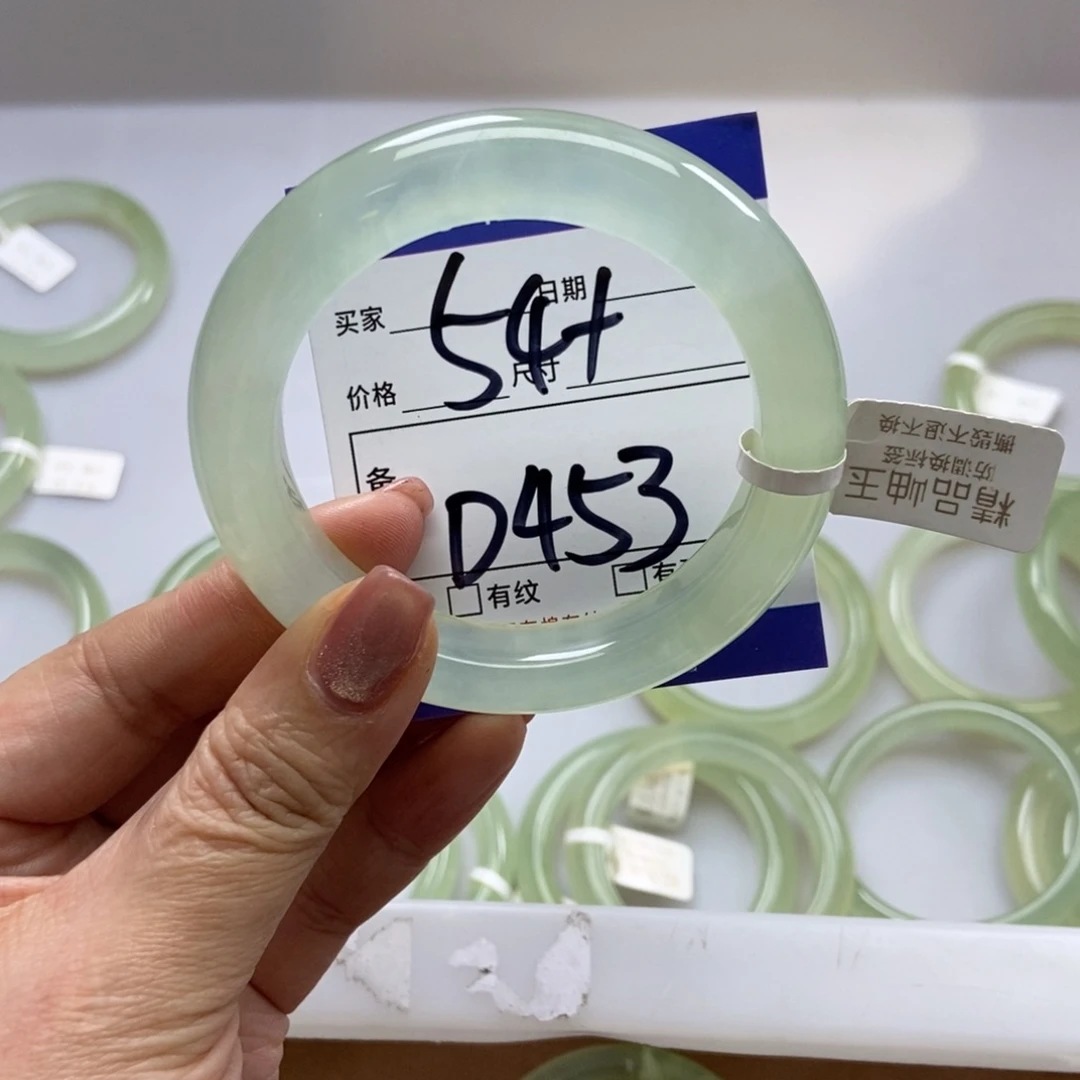 买家
日期
54+
价格
尺寸
备
D453
有纹
有
精品岫玉
防调换标签
撕毁不退不换